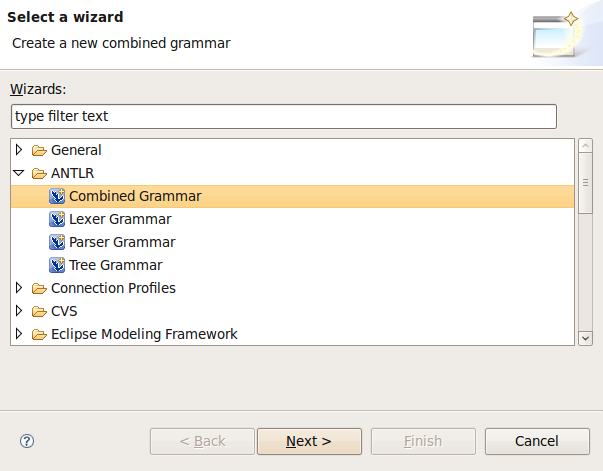 Select a wizard
Create a new combined grammar
Wizards:
type filter text
General
ANTLR
Combined Grammar
Lexer Grammar
Parser Grammar
Tree Grammar
Connection Profiles
CVS
Eclipse Modeling Framework
? < Back Next > Finish Cancel